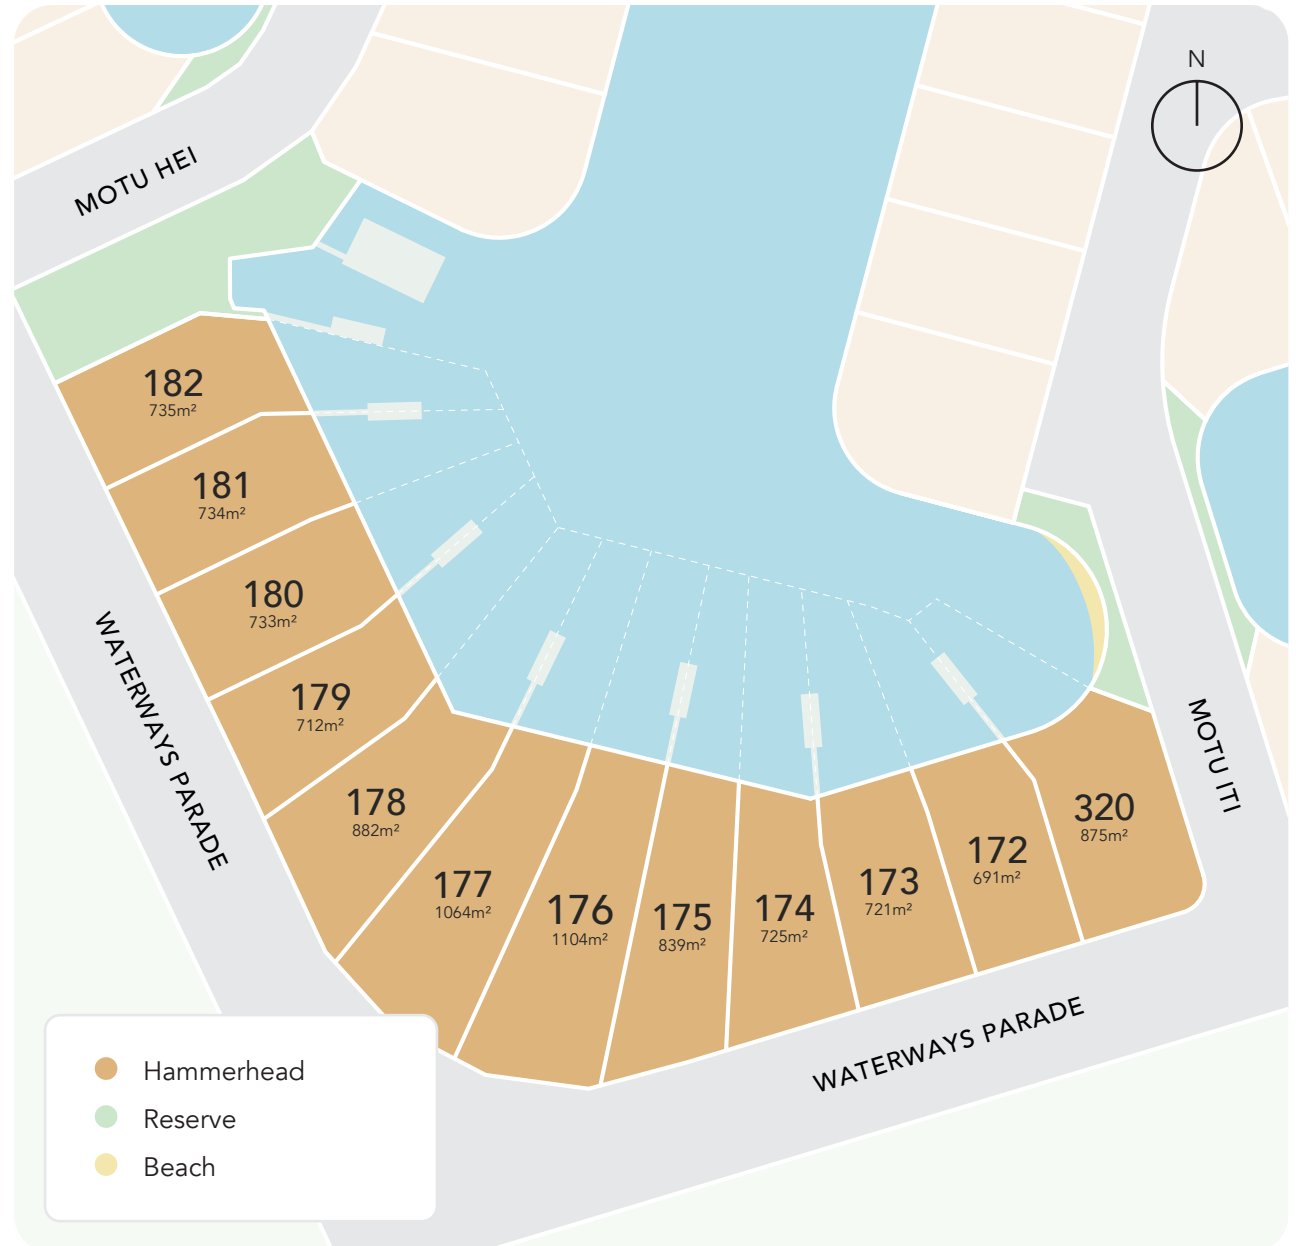 N
MOTU HEI
182
735m²
181
734m²
180
733m²
179
712m²
178
882m²
177
1064m²
176
1104m²
175
839m²
174
725m²
173
721m²
172
691m²
320
875m²
WATERWAYS PARADE
MOTU ITI
WATERWAYS PARADE
Hammerhead
Reserve
Beach